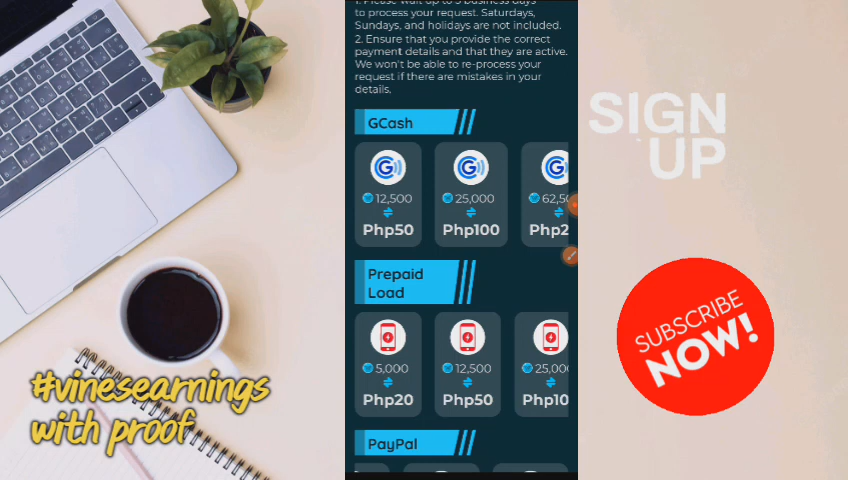 1. Please wait up to 3 business days
to process your request. Saturdays,
Sundays, and holidays are not included.
2. Ensure that you provide the correct
payment details and that they are active.
We won't be able to re-process your
request if there are mistakes in your
details.
GCash
12,500
25,000
Php50
Php100
Prepaid
Load
5,000
12,500
25,000
Php20
Php50
PayPal
#vinesearnings
with proof
SIGN
UP
SUBSCRIBE
NOW!